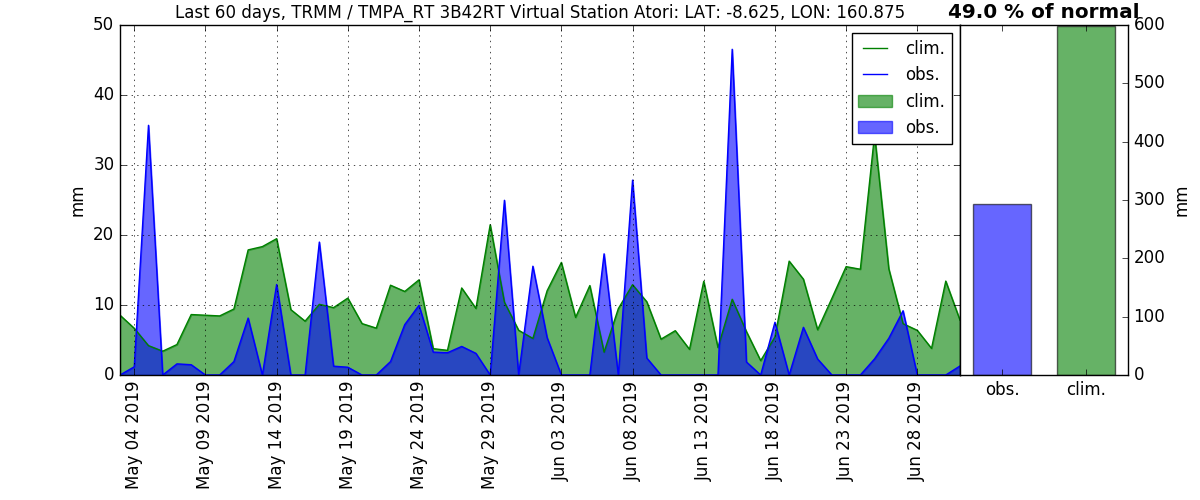 Last 60 days, TRMM / TMPA_RT 3B42RT Virtual Station Atori: LAT: -8.625, LON: 160.875
49.0 % of normal
50
40
30
20
10
0
mm
clim.
obs.
clim.
obs.
600
500
400
300
200
100
0
mm
obs.
clim.
May 04 2019
May 09 2019
May 14 2019
May 19 2019
May 24 2019
May 29 2019
Jun 03 2019
Jun 08 2019
Jun 13 2019
Jun 18 2019
Jun 23 2019
Jun 28 2019